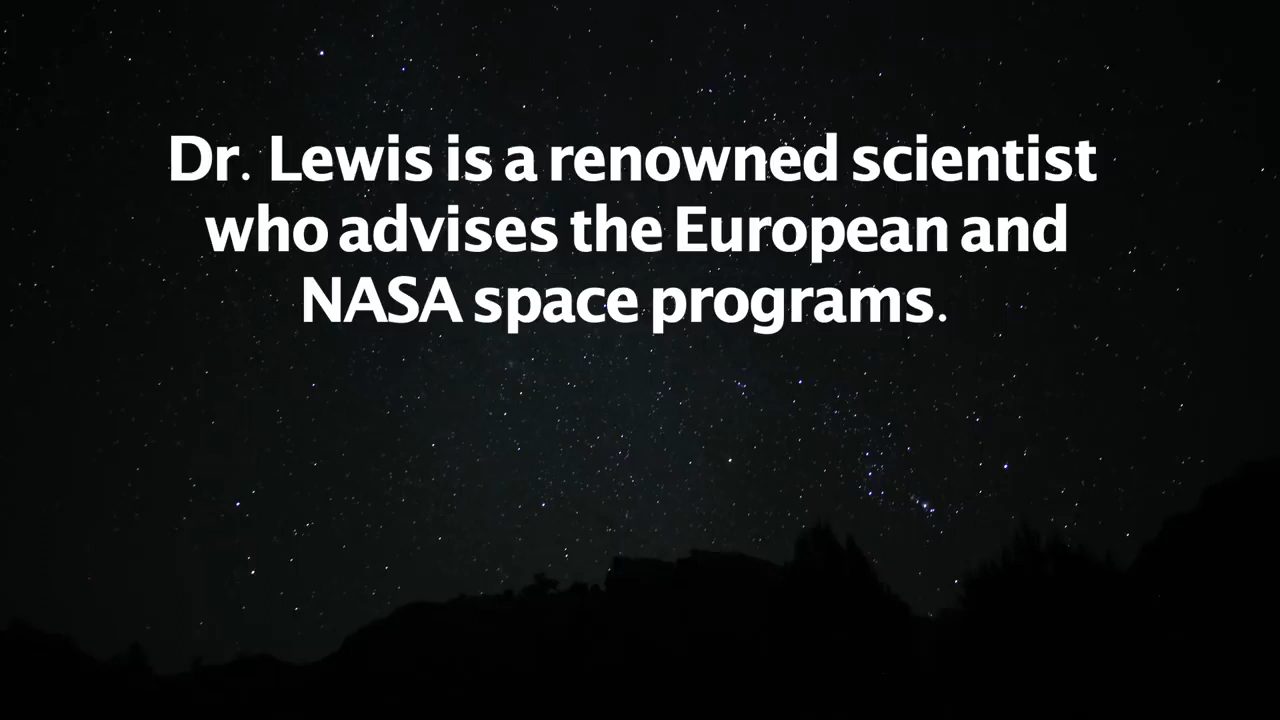 Dr. Lewis is a renowned scientist
who advises the European and
NASA space programs.